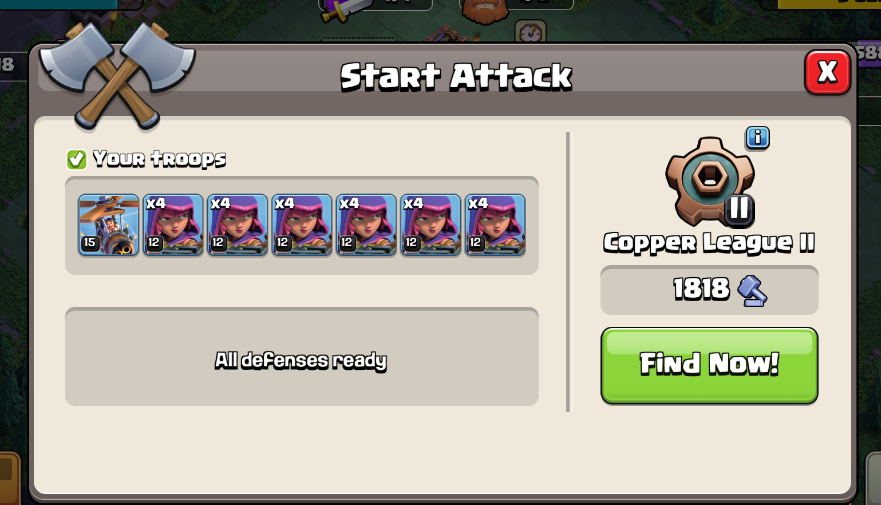 Start Attack
X
Your troops
15
x4
12
x4
12
x4
12
x4
12
x4
12
x4
12
All defenses ready
i
II
Copper League II
1818
Find Now!